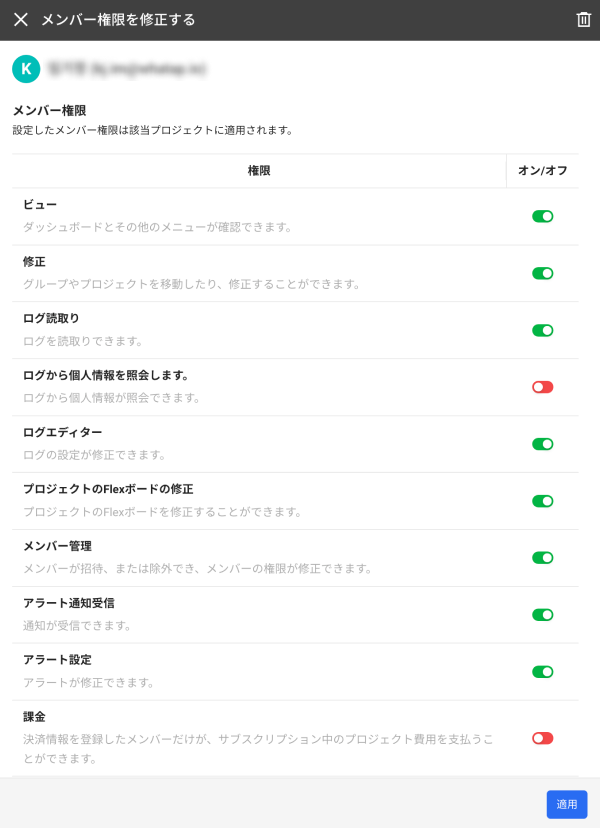 メンバー権限を修正する
K
メンバー権限
設定したメンバー権限は該当プロジェクトに適用されます。
権限
オン/オフ
ビュー
ダッシュボードとその他のメニューが確認できます。
修正
グループやプロジェクトを移動したり、修正することができます。
ログ読取り
ログを読取りできます。
ログから個人情報を照会します。
ログから個人情報が照会できます。
ログエディター
ログの設定が修正できます。
プロジェクトのFlexボードの修正
プロジェクトのFlexボードを修正することができます。
メンバー管理
メンバーが招待、または除外でき、メンバーの権限が修正できます。
アラート通知受信
通知が受信できます。
アラート設定
アラートが修正できます。
課金
決済情報を登録したメンバーだけが、サブスクリプション中のプロジェクト費用を支払うこ
とができます。
適用